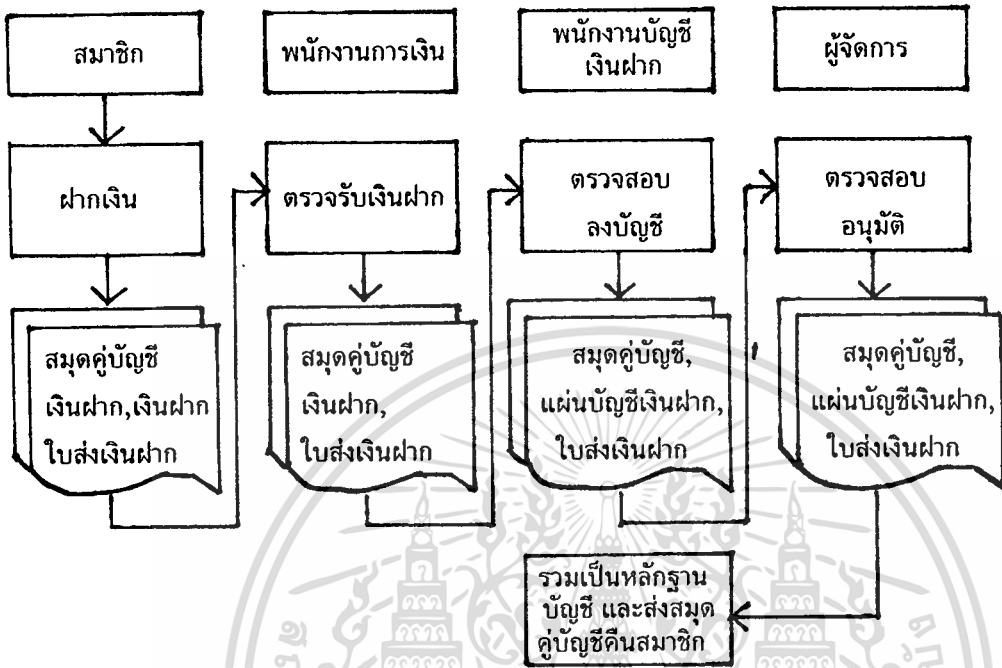 สมาชิก
พนักงานการเงิน
พนักงานบัญชี
เงินฝาก
ผู้จัดการ
ฝากเงิน
ตรวจรับเงินฝาก
ตรวจสอบ
ลงบัญชี
ตรวจสอบ
อนุมัติ
สมุดคู่บัญชี
เงินฝาก,เงินฝาก
ใบส่งเงินฝาก
สมุดคู่บัญชี
เงินฝาก,
ใบส่งเงินฝาก
สมุดคู่บัญชี,
แผ่นบัญชีเงินฝาก,
ใบส่งเงินฝาก
สมุดคู่บัญชี,
แผ่นบัญชีเงินฝาก,
ใบส่งเงินฝาก
รวมเป็นหลักฐาน
บัญชี และส่งสมุด
คู่บัญชีคืนสมาชิก